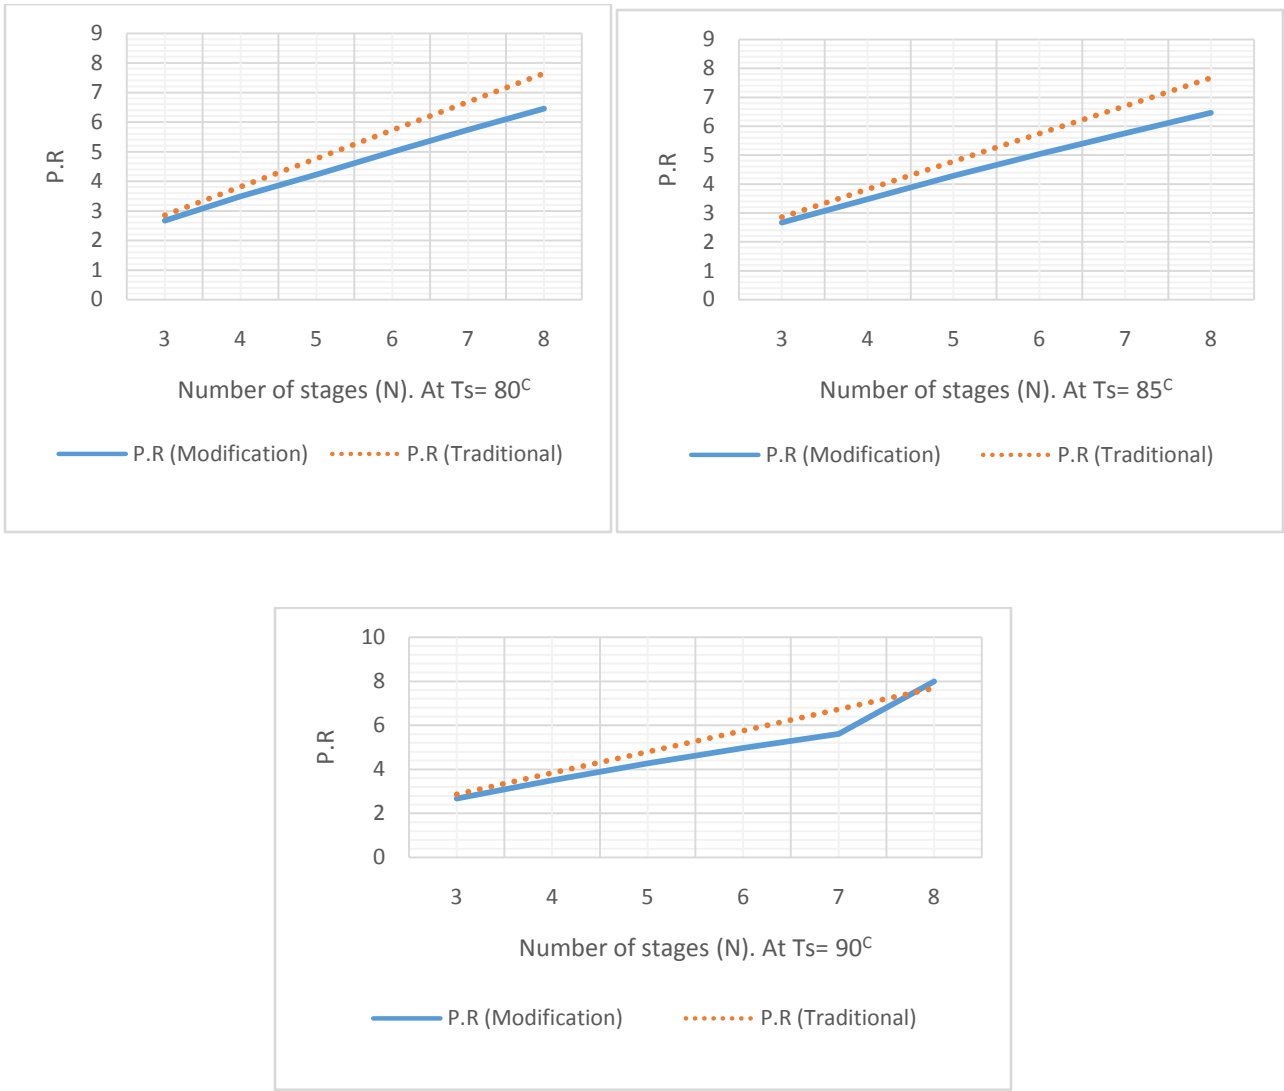 9
8
7
6
5
4
3
2
1
0
P.R
3 4 5 6 7 8
Number of stages (N). At Ts= 80ᶜ
P.R (Modification) P.R (Traditional)
9
8
7
6
5
4
3
2
1
0
P.R
3 4 5 6 7 8
Number of stages (N). At Ts= 85ᶜ
P.R (Modification) P.R (Traditional)
10
8
6
4
2
0
P.R
3 4 5 6 7 8
Number of stages (N). At Ts= 90ᶜ
P.R (Modification) P.R (Traditional)